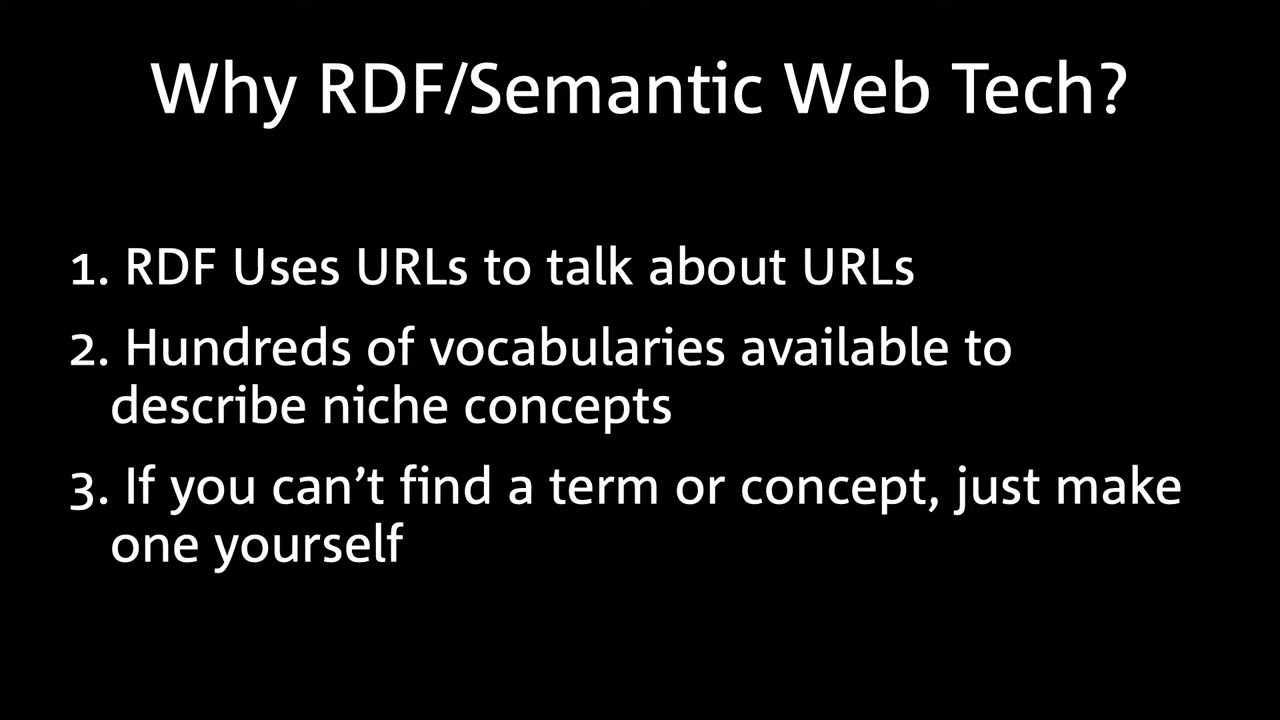 Why RDF/Semantic Web Tech?
1. RDF Uses URLs to talk about URLs
2. Hundreds of vocabularies available to
describe niche concepts
3. If you can’t find a term or concept, just make
one yourself